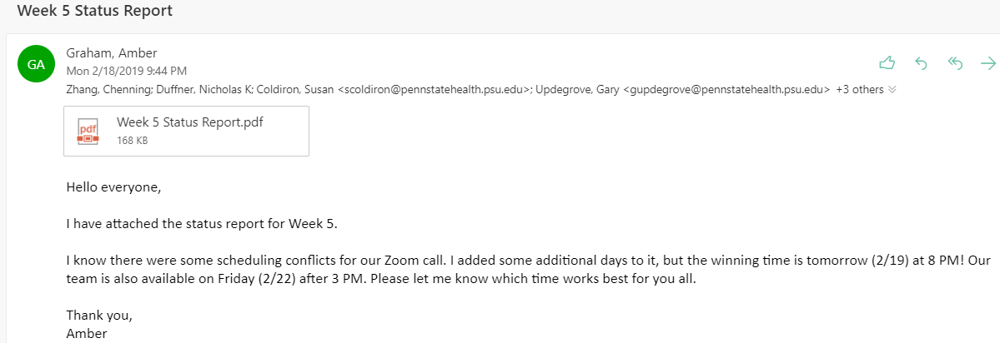 Week 5 Status Report
GA
Graham, Amber
Mon 2/18/2019 9:44 PM
Zhang, Chenning; Duffner, Nicholas K; Coldiron, Susan <scoldiron@pennstatehealth.psu.edu>; Updegrove, Gary <gupdegrove@pennstatehealth.psu.edu> +3 others
pdf
Week 5 Status Report.pdf
168 KB
Hello everyone,
I have attached the status report for Week 5.
I know there were some scheduling conflicts for our Zoom call. I added some additional days to it, but the winning time is tomorrow (2/19) at 8 PM! Our
team is also available on Friday (2/22) after 3 PM. Please let me know which time works best for you all.
Thank you,
Amber